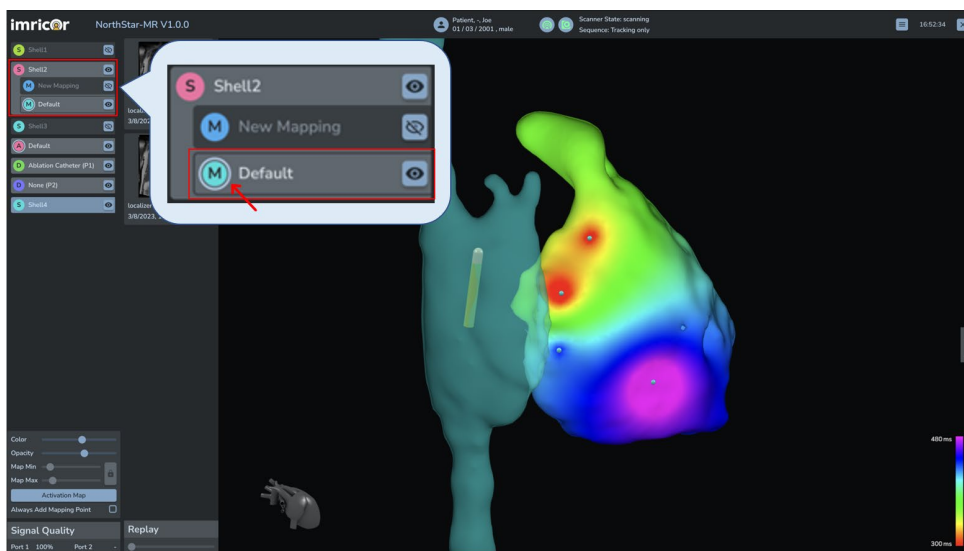 imricor
NorthStar-MR V1.0.0
Patient, -, Joe
01 / 03 / 2001 , male
Scanner State: scanning
Sequence: Tracking only
16:52:34
S Shell1
S Shell2
M New Mapping
M Default
S Shell3
A Default
D Ablation Catheter (P1)
D None (P2)
S Shell4
3/8/202
localizer
3/8/2023,
S Shell2
M New Mapping
M Default
Color
Opacity
Map Min
Map Max
Activation Map
Always Add Mapping Point
Signal Quality
Port 1 100% Port 2 -
Replay
480 ms
300 ms